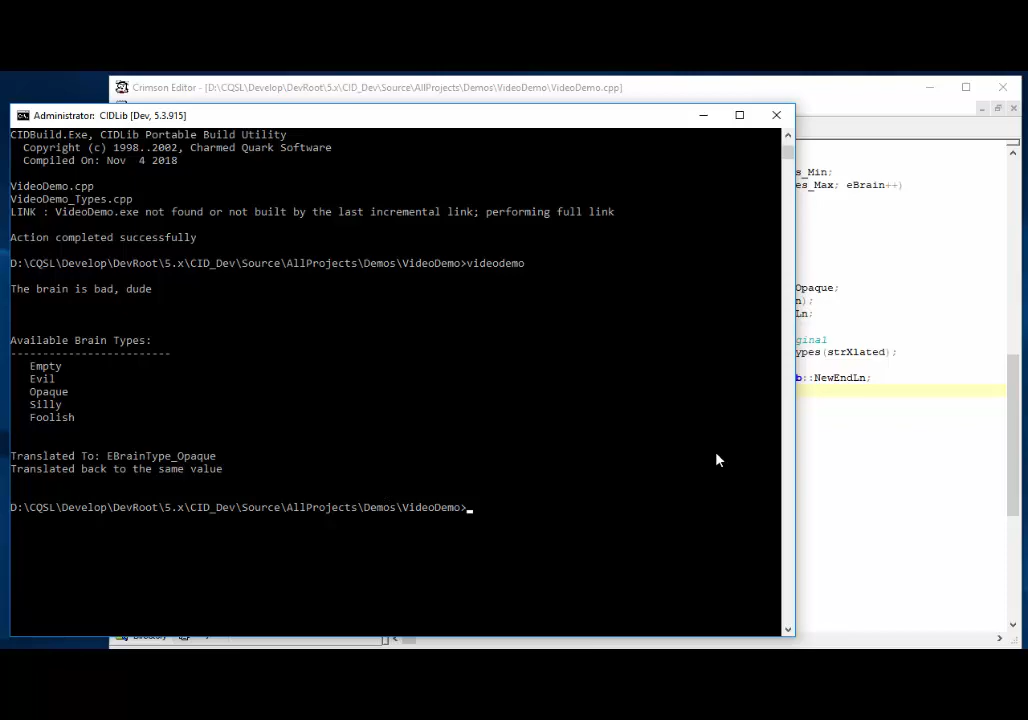 Crimson Editor - [D:\CQSL\Develop\DevRoot\5.x\CID_Dev\Source\AllProjects\Demos\VideoDemo\VideoDemo.cpp]
Administrator: CIDLib [Dev, 5.3.915]
CIDBuild.Exe, CIDLib Portable Build Utility
Copyright (c) 1998..2002, Charmed Quark Software
Compiled On: Nov  4 2018
VideoDemo.cpp
VideoDemo_Types.cpp
LINK : VideoDemo.exe not found or not built by the last incremental link; performing full link
Action completed successfully
D:\CQSL\Develop\DevRoot\5.x\CID_Dev\Source\AllProjects\Demos\VideoDemo>videodemo
The brain is bad, dude
Available Brain Types:
-------------------------
Empty
Evil
Opaque
Silly
Foolish
Translated To: EBrainType_Opaque
Translated back to the same value
D:\CQSL\Develop\DevRoot\5.x\CID_Dev\Source\AllProjects\Demos\VideoDemo>_
s_Min;
es_Max; eBrain++)
Opaque;
n);
Ln;
ginal
ypes(strXlated);
b::NewEndLn;